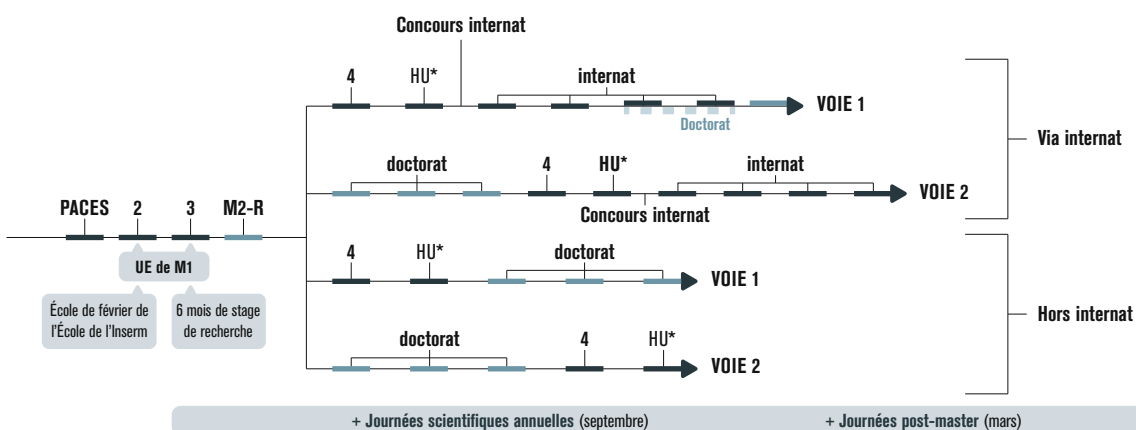 Concours internat
4 HU* internat
VOIE 1
Doctorat
Via internat
doctorat 4 HU* internat
VOIE 2
Concours internat
PACES 2 3 M2-R
UE de M1
École de février de
l'École de l'Inserm
6 mois de stage
de recherche
4 HU* doctorat
VOIE 1
Hors internat
doctorat 4 HU*
VOIE 2
+ Journées scientifiques annuelles (septembre) + Journées post-master (mars)